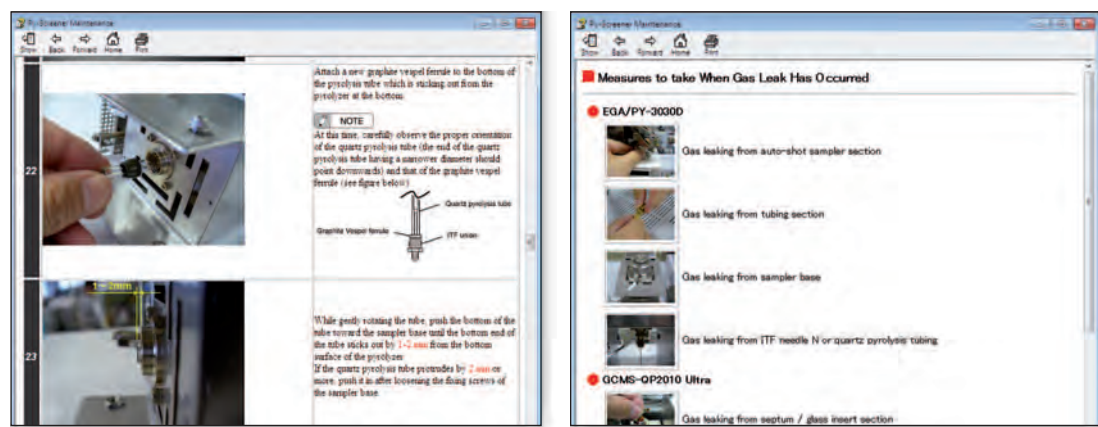 Py-Screener Maintenance
Show Back Forward Home Print
22
Attach a new graphite vespel ferrule to the bottom of
the pyrolysis tube which is sticking out from the
pyrolyzer at the bottom.
NOTE
At this time, carefully observe the proper orientation
of the quartz pyrolysis tube (the end of the quartz
pyrolysis tube having a narrower diameter should
point downwards) and that of the graphite vespel
ferrule (see figure below)
Quartz pyrolysis tube
Graphite Vespel ferrule
ITF union
23
1~2mm
While gently rotating the tube, push the bottom of the
tube toward the sampler base until the bottom end of
the tube sticks out by 1-2 mm from the bottom
surface of the pyrolyzer
If the quartz pyrolysis tube protrudes by 2 mm or
more, push it in after loosening the fixing screws of
the sampler base.
Py-Screener Maintenance
Show Back Forward Home Print
Measures to take When Gas Leak Has Occurred
EGA/PY-3030D
Gas leaking from auto-shot sampler section
Gas leaking from tubing section
Gas leaking from sampler base
Gas leaking from ITF needle N or quartz pyrolysis tubing
GCMS-QP2010 Ultra
Gas leaking from septum / glass insert section